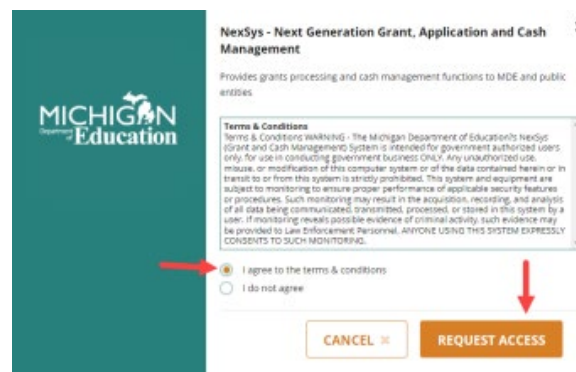 NexSys - Next Generation Grant, Application and Cash
Management
Provides grants processing and cash management functions to MDE and public
entities.
MICHIGAN
Department of Education
Terms & Conditions
Terms & Conditions WARNING - The Michigan Department of Education?s NexSys
(Grant and Cash Management) System is intended for government authorized users
only, for use in conducting government business ONLY. Any unauthorized use,
misuse, or modification of this computer system or of the data contained herein or in
transit to or from this system is strictly prohibited. This system and equipment are
subject to monitoring to ensure proper performance of applicable security features
or procedures. Such monitoring may result in the acquisition, recording, and analysis
of all data being communicated, transmitted, processed, or stored in this system by a
user. If monitoring reveals possible evidence of criminal activity, such evidence may
be provided to Law Enforcement Personnel. ANYONE USING THIS SYSTEM EXPRESSLY
CONSENTS TO SUCH MONITORING.
I agree to the terms & conditions
I do not agree
CANCEL
REQUEST ACCESS